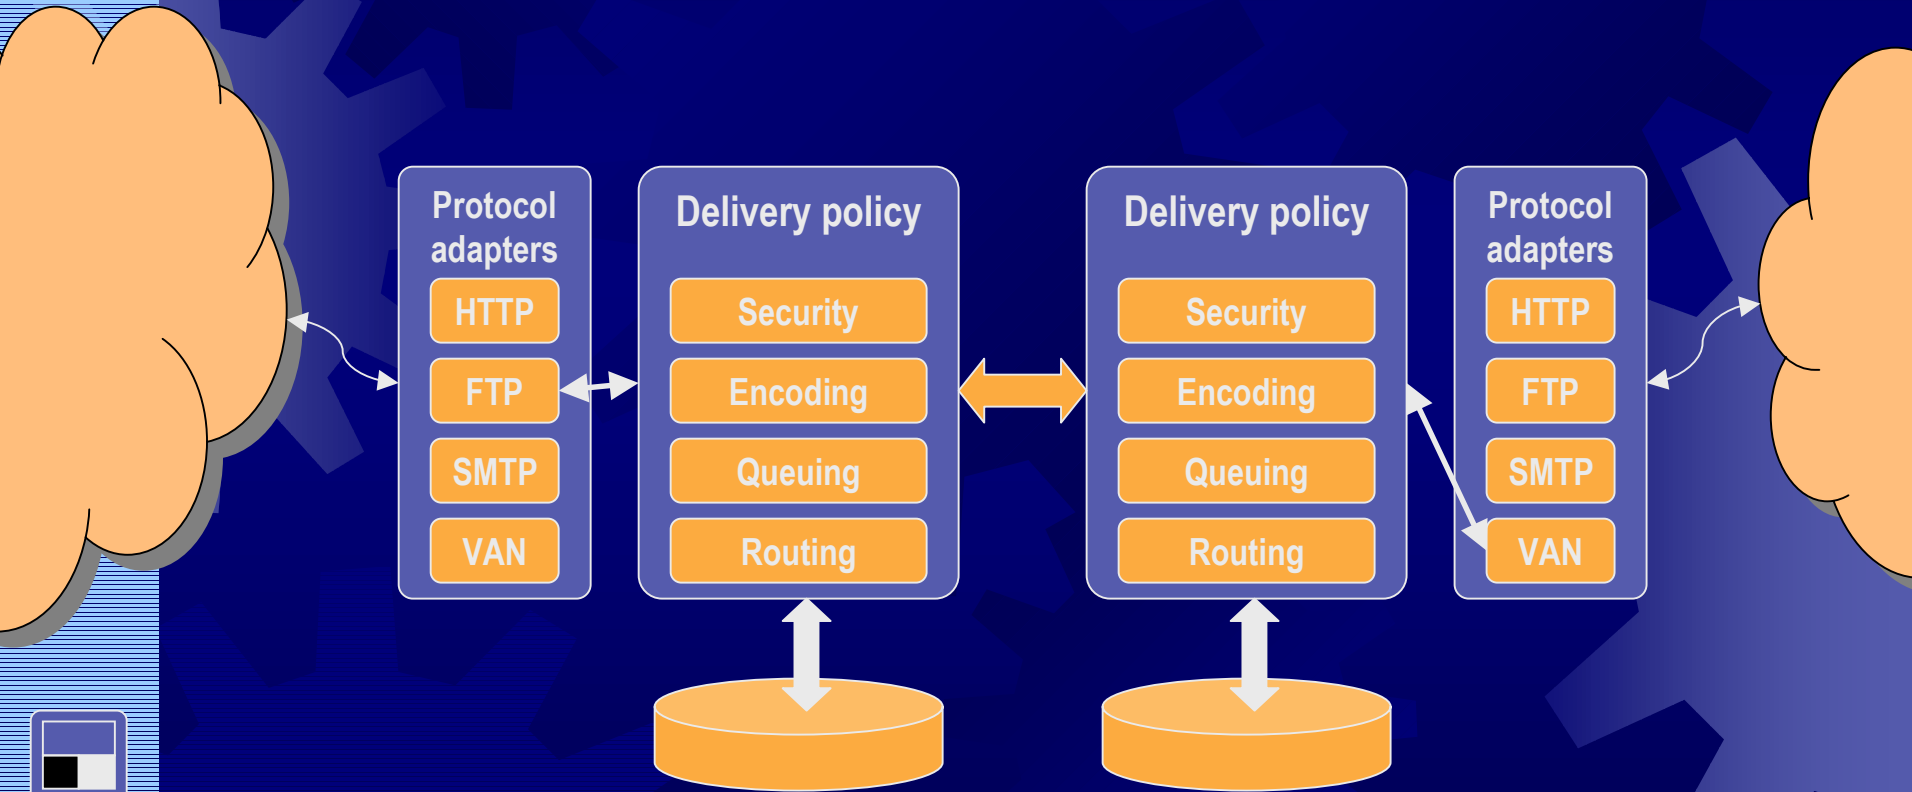 Protocol
adapters
HTTP
FTP
SMTP
VAN
Delivery policy
Security
Encoding
Queuing
Routing
Delivery policy
Security
Encoding
Queuing
Routing
Protocol
adapters
HTTP
FTP
SMTP
VAN